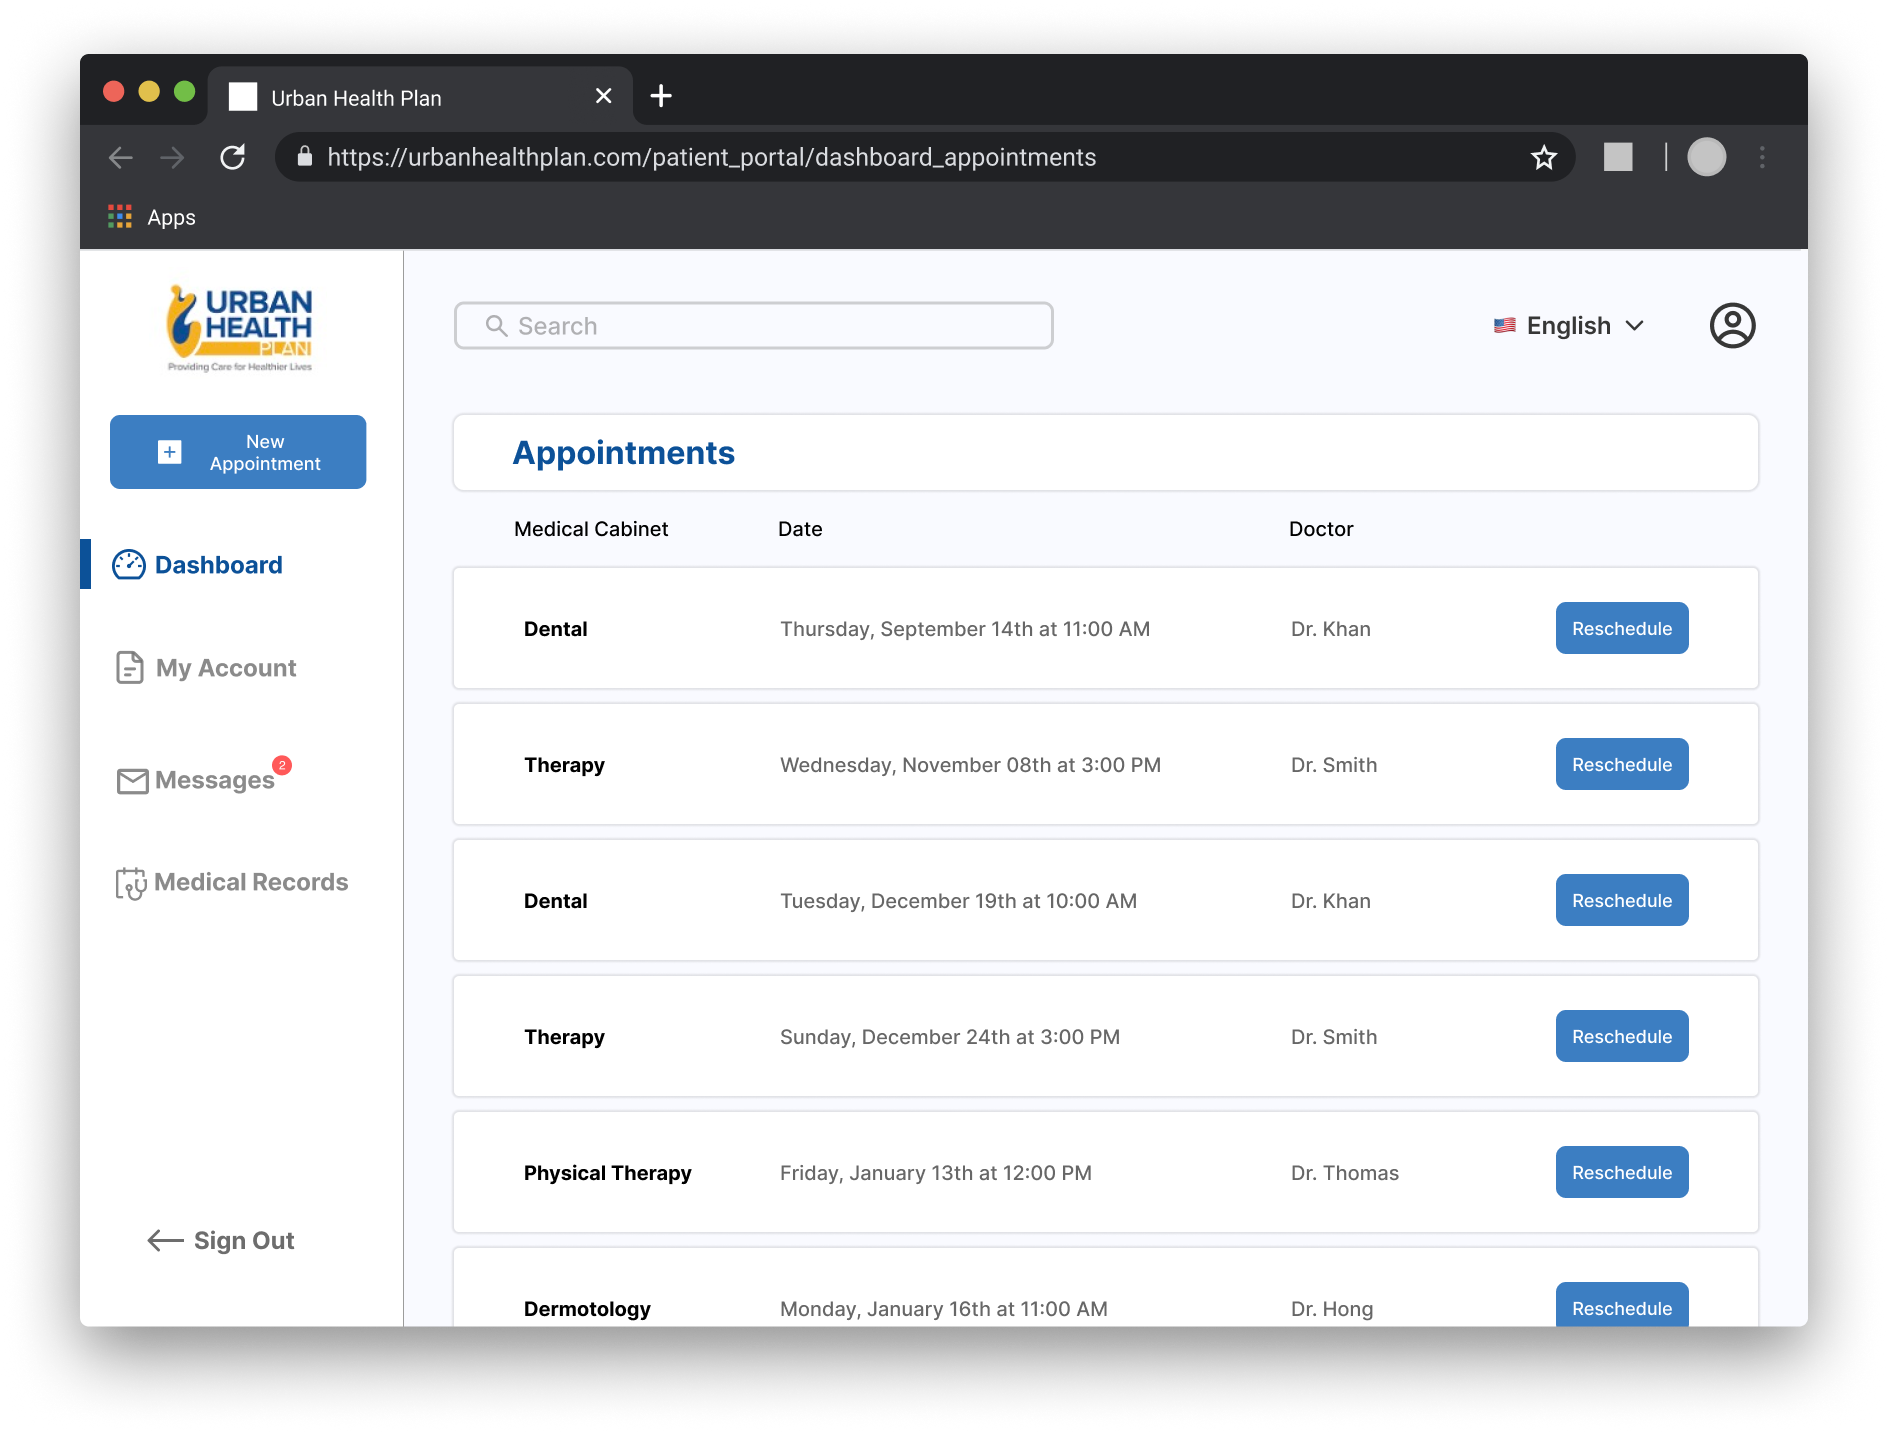 Urban Health Plan
https://urbanhealthplan.com/patient_portal/dashboard_appointments
Apps
URBAN
HEALTH
PLAN
Providing Care for Healthier Lives
Search
English
New
Appointment
Appointments
Medical Cabinet Date Doctor
Dashboard
Dental Thursday, September 14th at 11:00 AM Dr. Khan Reschedule
My Account
Therapy Wednesday, November 08th at 3:00 PM Dr. Smith Reschedule
Messages 2
Medical Records
Dental Tuesday, December 19th at 10:00 AM Dr. Khan Reschedule
Therapy Sunday, December 24th at 3:00 PM Dr. Smith Reschedule
Physical Therapy Friday, January 13th at 12:00 PM Dr. Thomas Reschedule
Sign Out
Dermotology Monday, January 16th at 11:00 AM Dr. Hong Reschedule